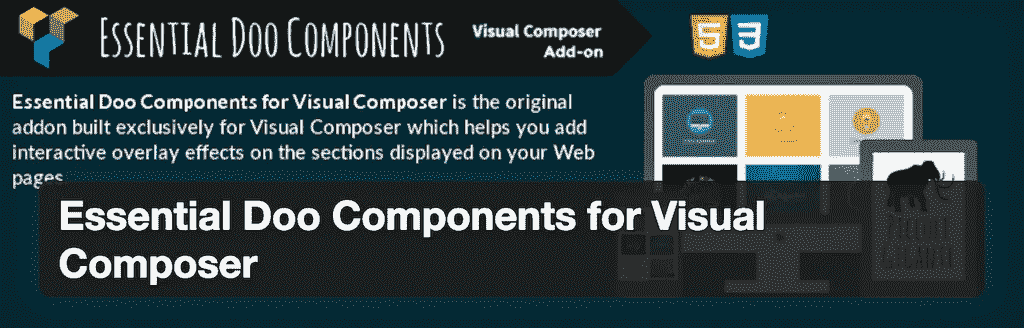 ESSENTIAL DOO COMPONENTS
Visual Composer
Add-on
5
3
Essential Doo Components for Visual Composer is the original
addon built exclusively for Visual Composer which helps you add
interactive overlay effects on the sections displayed on your Web
pages
Essential Doo Components for Visual
Composer